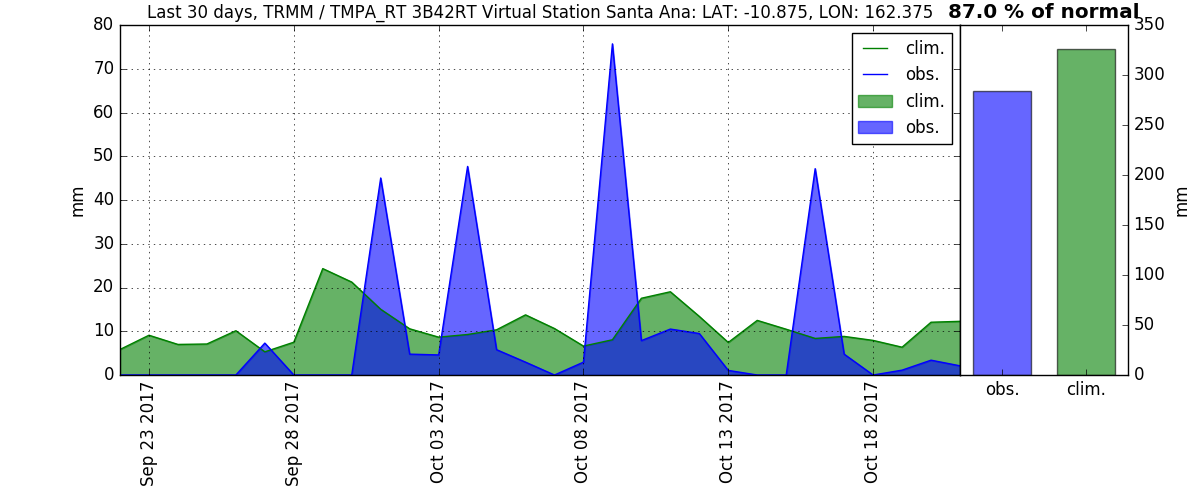 Last 30 days, TRMM / TMPA_RT 3B42RT Virtual Station Santa Ana: LAT: -10.875, LON: 162.375
87.0 % of normal
mm
80
70
60
50
40
30
20
10
0
clim.
obs.
clim.
obs.
Sep 23 2017
Sep 28 2017
Oct 03 2017
Oct 08 2017
Oct 13 2017
Oct 18 2017
350
300
250
200
150
100
50
0
mm
obs.
clim.